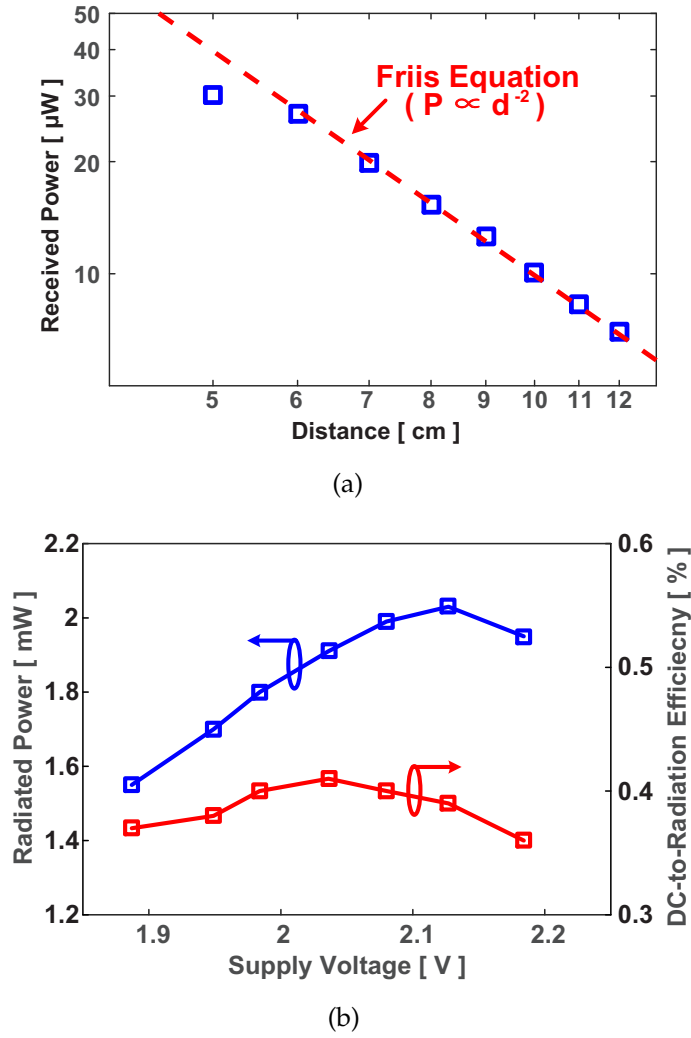 50
40
30
20
10
Received Power [ µW ]
Friis Equation
( P ∝ d⁻² )
5 6 7 8 9 10 11 12
Distance [ cm ]
(a)
2.2
2
1.8
1.6
1.4
1.2
Radiated Power [ mW ]
0.6
0.5
0.4
0.3
DC-to-Radiation Efficiecny [ % ]
1.9 2 2.1 2.2
Supply Voltage [ V ]
(b)